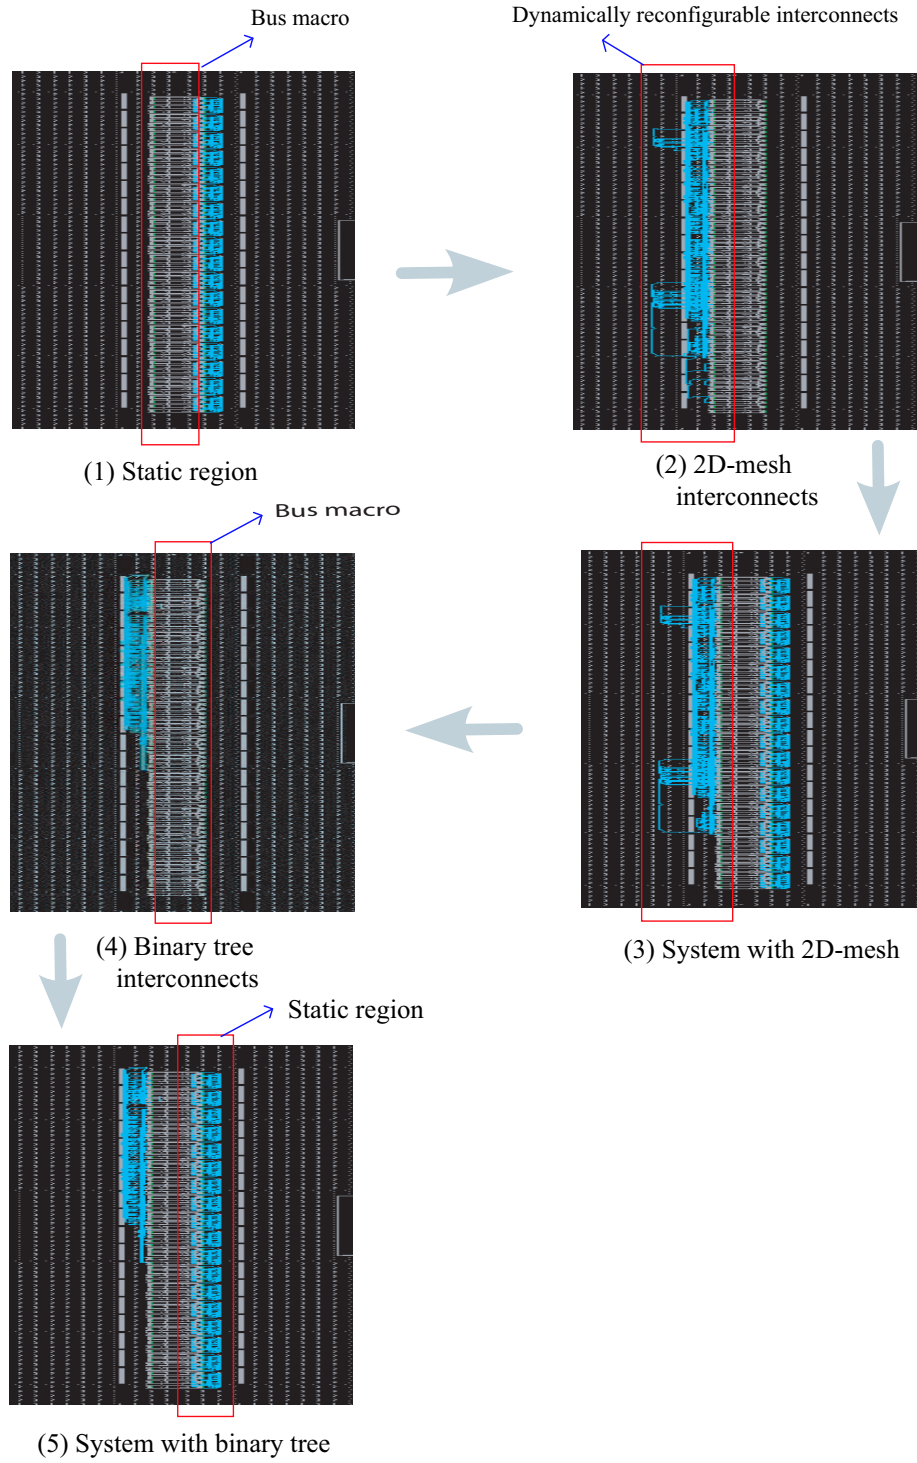 Bus macro
Dynamically reconfigurable interconnects
(1) Static region
(2) 2D-mesh
interconnects
Bus macro
(3) System with 2D-mesh
(4) Binary tree
interconnects
Static region
(5) System with binary tree